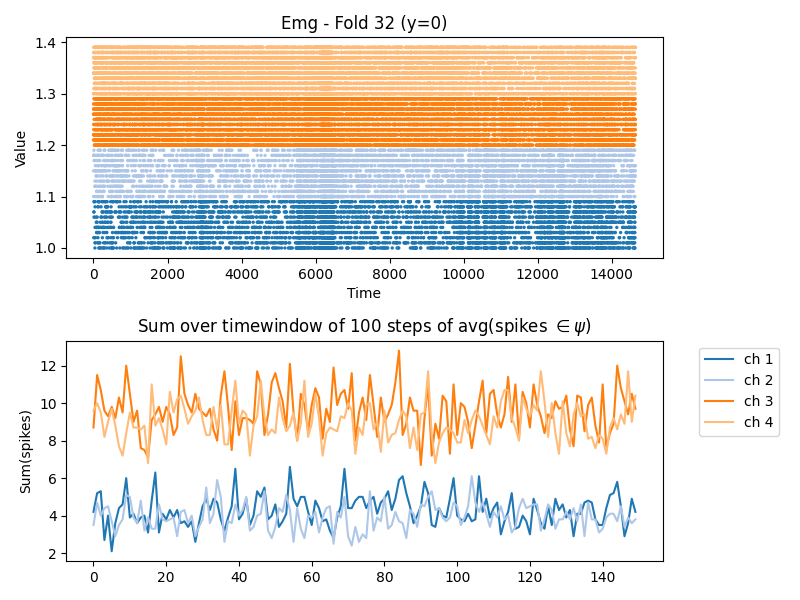 Emg - Fold 32 (y=0)
Value
1.4
1.3
1.2
1.1
1.0
0 2000 4000 6000 8000 10000 12000 14000
Time
Sum over timewindow of 100 steps of avg(spikes ∈ ψ)
Sum(spikes)
12
10
8
6
4
2
0 20 40 60 80 100 120 140
ch 1
ch 2
ch 3
ch 4